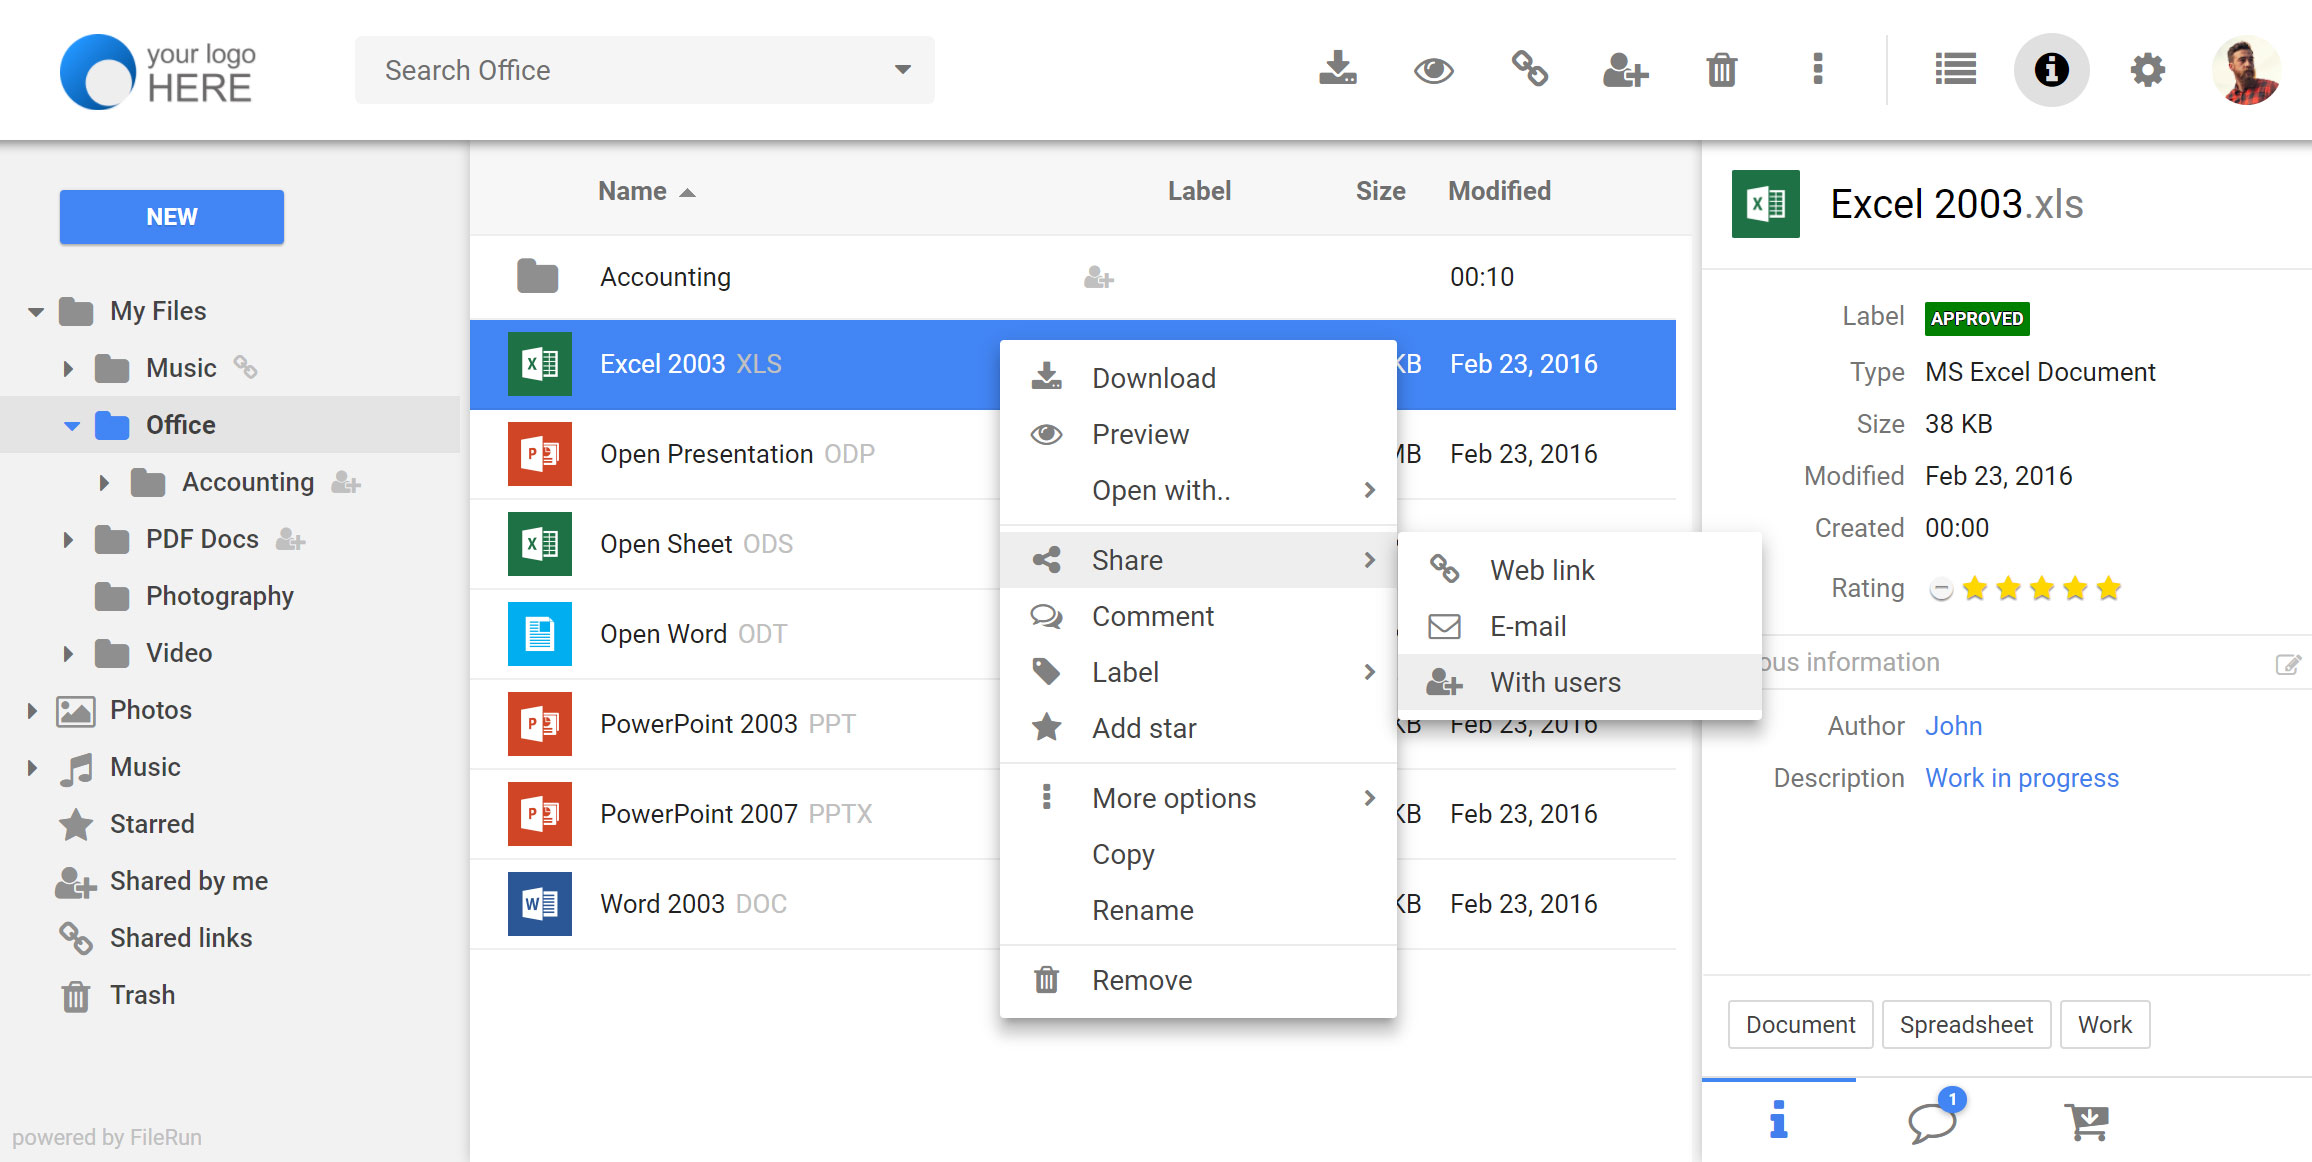 your logo
HERE
Search Office
NEW
My Files
Music
Office
Accounting
PDF Docs
Photography
Video
Photos
Music
Starred
Shared by me
Shared links
Trash
powered by FileRun
Name Label Size Modified
Accounting 00:10
Excel 2003 XLS KB Feb 23, 2016
Open Presentation ODP MB Feb 23, 2016
Open Sheet ODS
Open Word ODT
PowerPoint 2003 PPT KB Feb 23, 2016
PowerPoint 2007 PPTX KB Feb 23, 2016
Word 2003 DOC KB Feb 23, 2016
Download
Preview
Open with..
Share
Comment
Label
Add star
More options
Copy
Rename
Remove
Web link
E-mail
With users
Excel 2003.xls
Label APPROVED
Type MS Excel Document
Size 38 KB
Modified Feb 23, 2016
Created 00:00
Rating
ous information
Author John
Description Work in progress
Document Spreadsheet Work
1